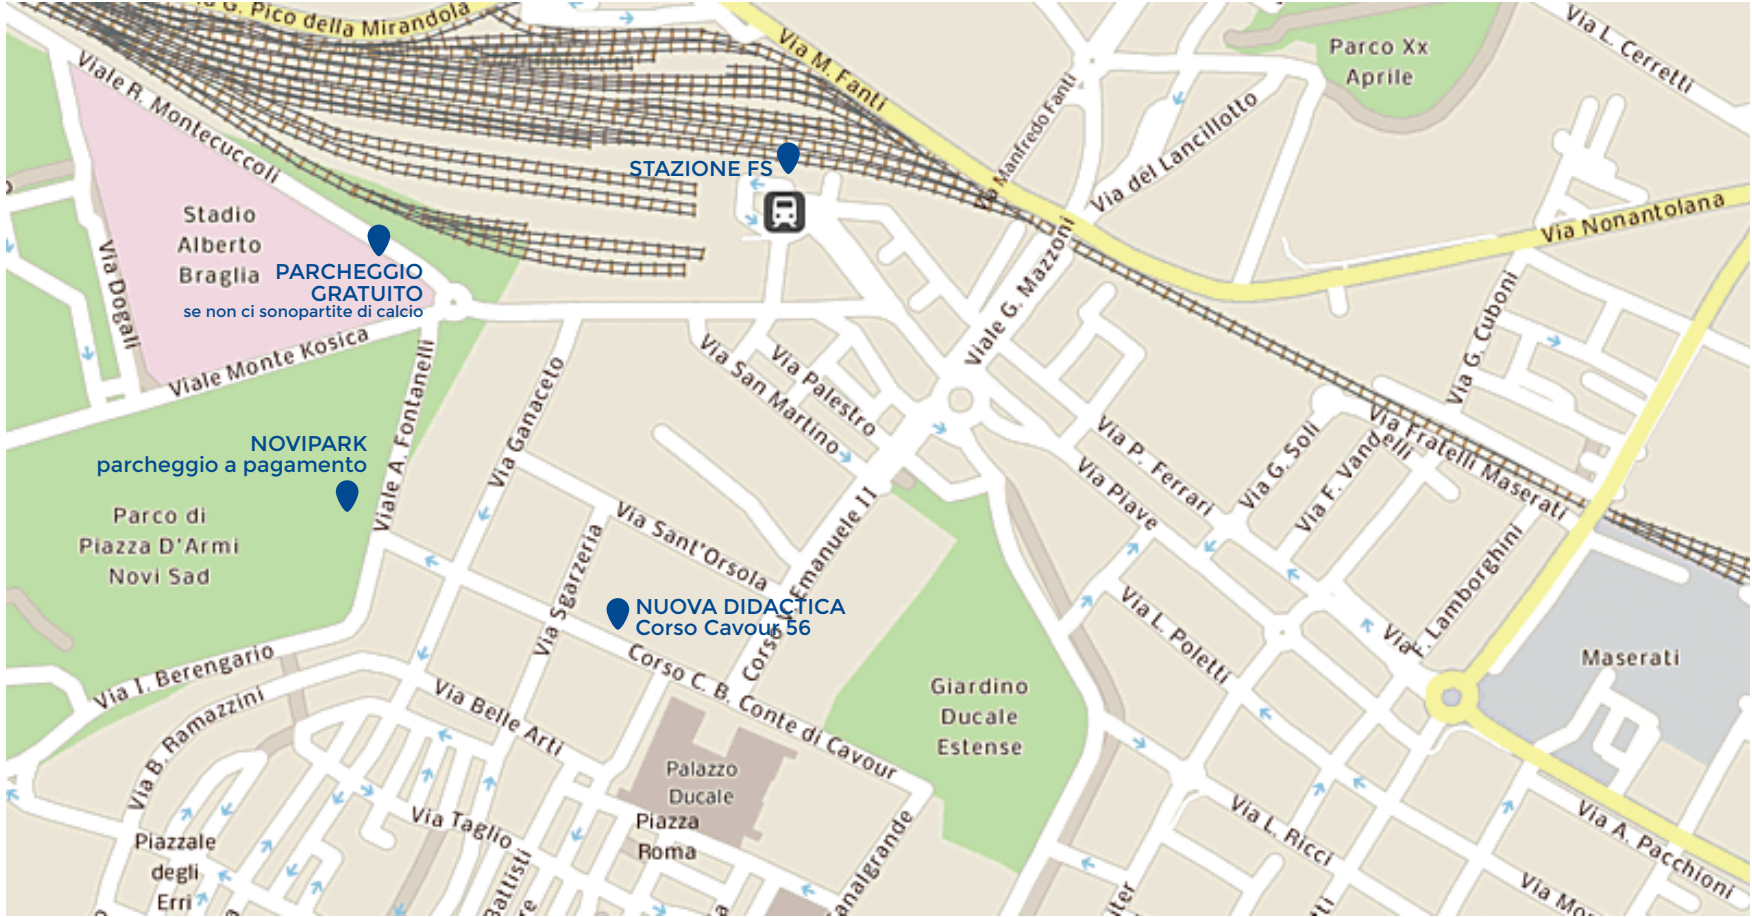 G. Pico della Mirandola
Via M. Fanti
Via L. Cerretti
Parco Xx
Aprile
Viale R. Montecuccoli
Via Manfredo Fanti
Via del Lancillotto
STAZIONE FS
Via Nonantolana
Stadio
Alberto
Braglia
Via Dogali
PARCHEGGIO
GRATUITO
se non ci sonopartite di calcio
Viale G. Mazzoni
Via G. Cuboni
Viale Monte Kosica
Viale A. Fontanelli
Via Ganaceto
Via San Martino
Via Palestro
NOVIPARK
parcheggio a pagamento
Via P. Ferrari
Via Piave
Via G. Soli
Via F. Vandelli
Via Fratelli Maserati
Parco di
Piazza D'Armi
Novi Sad
Via Sant'Orsola
Via Sgarzeria
Corso V. Emanuele II
NUOVA DIDACTICA
Corso Cavour 56
Via L. Poletti
Via F. Lamborghini
Maserati
Via I. Berengario
Via B. Ramazzini
Via Belle Arti
Corso C. B. Conte di Cavour
Giardino
Ducale
Estense
Palazzo
Ducale
Piazza
Roma
Via Taglio
Piazzale
degli
Erri
Battisti
analgrande
Via L. Ricci
Via A. Pacchioni